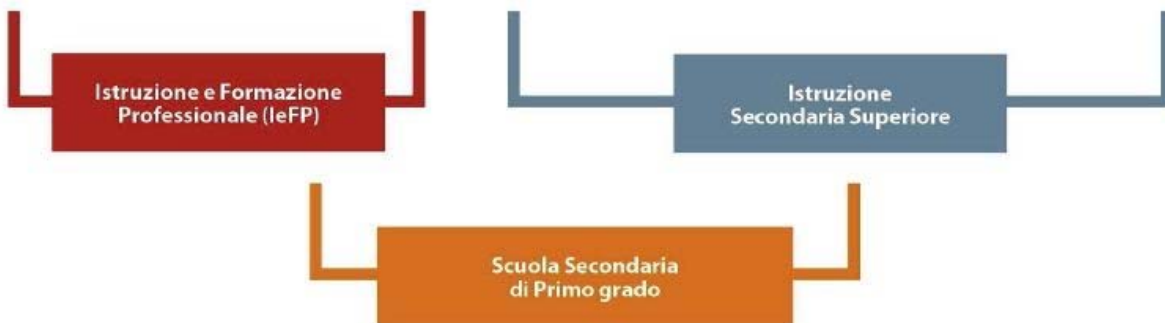 Istruzione e Formazione
Professionale (IeFP)
Istruzione
Secondaria Superiore
Scuola Secondaria
di Primo grado